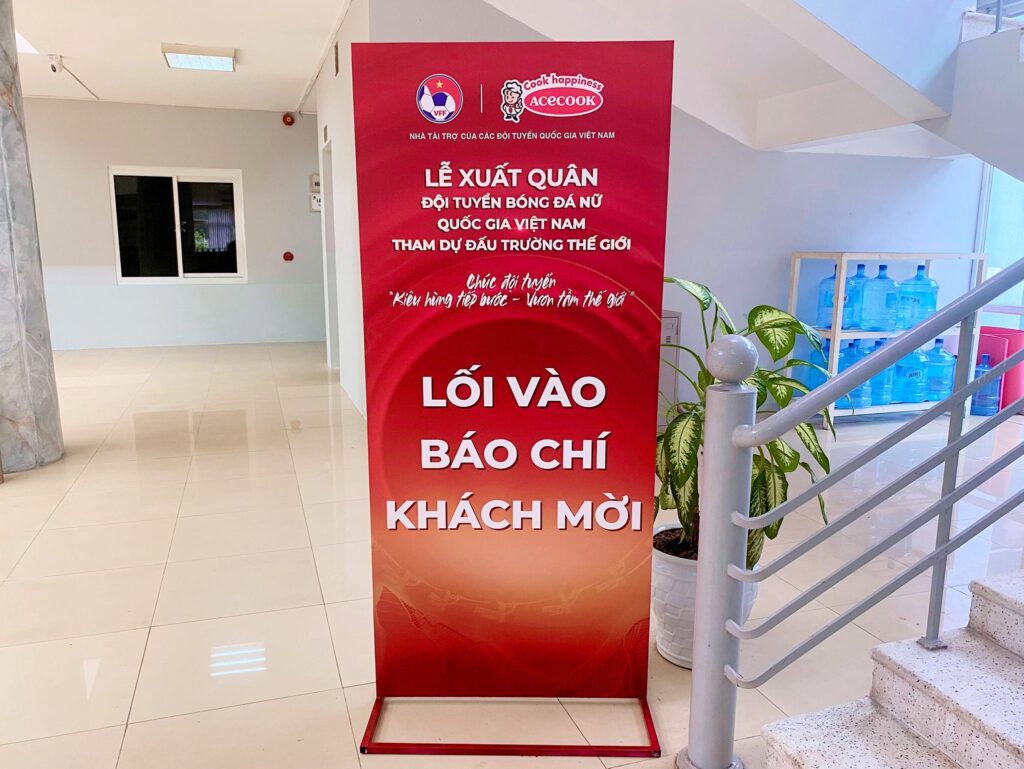 VFF
Cook happiness
ACECOOK
NHÀ TÀI TRỢ CỦA CÁC ĐỘI TUYỂN QUỐC GIA VIỆT NAM
LỄ XUẤT QUÂN
ĐỘI TUYỂN BÓNG ĐÁ NỮ
QUỐC GIA VIỆT NAM
THAM DỰ ĐẤU TRƯỜNG THẾ GIỚI
Chúc đội tuyển
"Kiêu hùng tiếp bước - Vươn tầm thế giới"
LỐI VÀO
BÁO CHÍ
KHÁCH MỜI